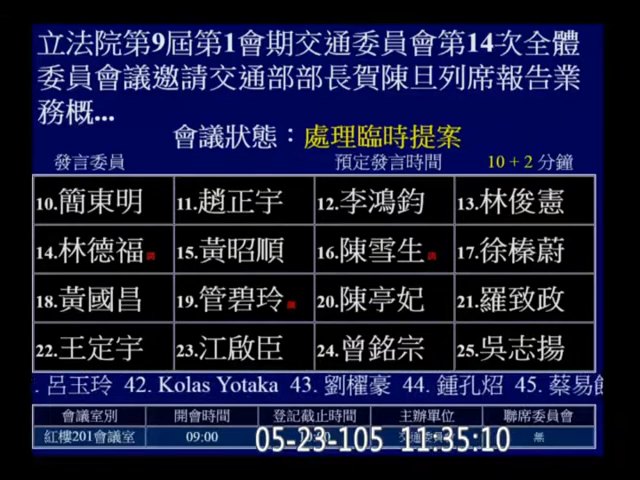 立法院第9屆第1會期交通委員會第14次全體
委員會議邀請交通部部長賀陳旦列席報告業
務概...
會議狀態：處理臨時提案
發言委員 預定發言時間 10 + 2 分鐘
10.簡東明 11.趙正宇 12.李鴻鈞 13.林俊憲
14.林德福 15.黃昭順 16.陳雪生 17.徐榛蔚
18.黃國昌 19.管碧玲 20.陳亭妃 21.羅致政
22.王定宇 23.江啟臣 24.曾銘宗 25.吳志揚
. 呂玉玲 42. Kolas Yotaka 43. 劉櫂豪 44. 鍾孔炤 45. 蔡易
會議室別 開會時間 登記截止時間 主辦單位 聯席委員會
紅樓201會議室 09:00 無
05-23-105 11:35:10